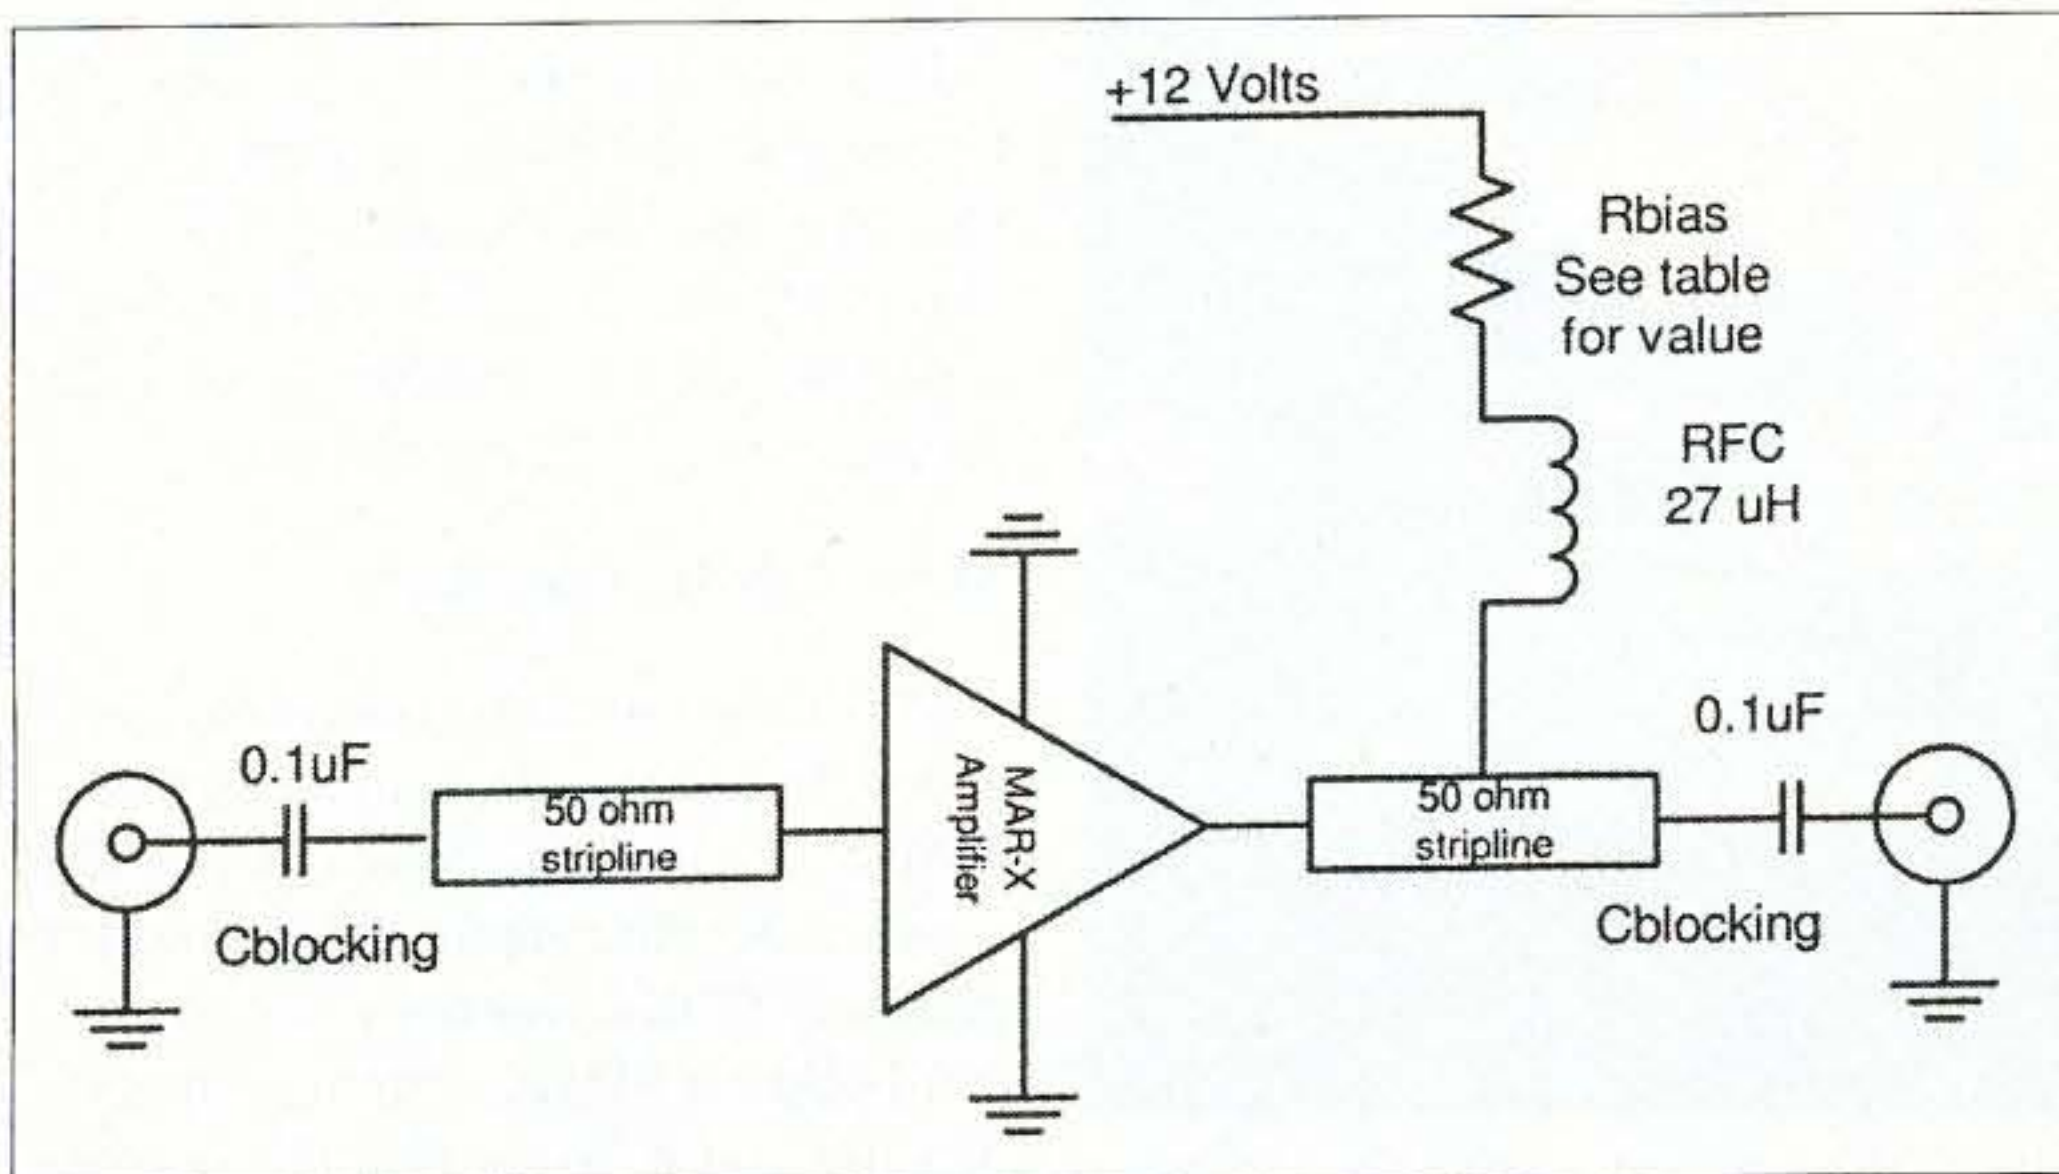 +12 Volts
Rbias
See table
for value
RFC
27 uH
0.1uF
50 ohm
stripline
Cblocking
MAR-X
Amplifier
50 ohm
stripline
0.1uF
Cblocking